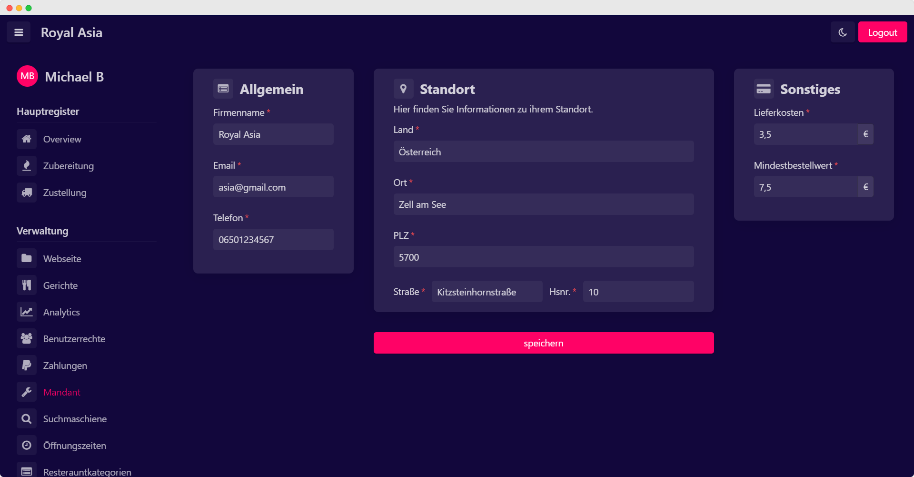 Royal Asia
Logout
MB
Michael B
Hauptregister
Overview
Zubereitung
Zustellung
Verwaltung
Webseite
Gerichte
Analytics
Benutzerrechte
Zahlungen
Mandant
Suchmaschiene
Öffnungszeiten
Resterauntkategorien
Allgemein
Firmenname *
Royal Asia
Email *
asia@gmail.com
Telefon *
06501234567
Standort
Hier finden Sie Informationen zu ihrem Standort.
Land *
Österreich
Ort *
Zell am See
PLZ *
5700
Straße * Kitzsteinhornstraße Hsnr. * 10
speichern
Sonstiges
Lieferkosten *
3,5 €
Mindestbestellwert *
7,5 €